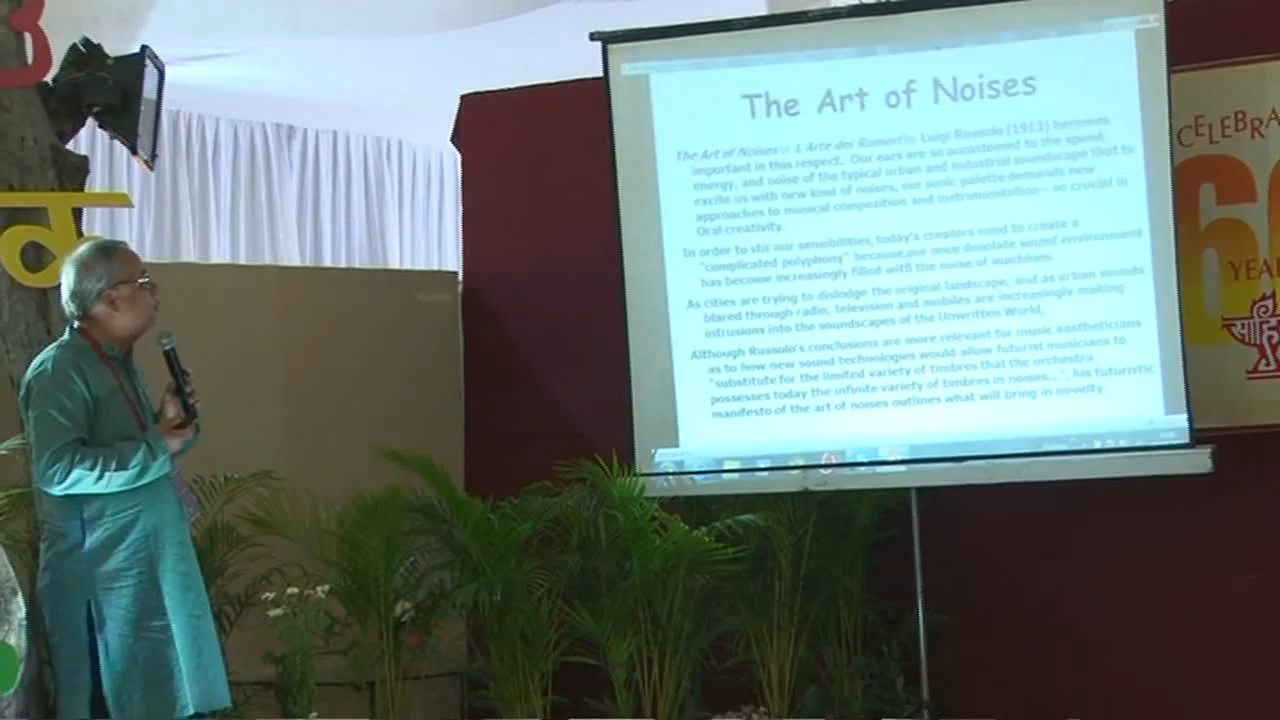 The Art of Noises
The Art of Noises or L'Arte dei Rumori by Luigi Russolo (1913) becomes
important in this respect. Our ears are so accustomed to the speed,
energy, and noise of the typical urban and industrial soundscape that to
excite us with new kind of noises, our sonic palette demands new
approaches to musical composition and instrumentation – so crucial in
Oral creativity.
In order to stir our sensibilities, today's creators need to create a
"complicated polyphony" because our once desolate sound environment
has become increasingly filled with the noise of machines.
As cities are trying to dislodge the original landscape, and as urban sounds
blared through radio, television and mobiles are increasingly making
intrusions into the soundscapes of the Unwritten World,
Although Russolo's conclusions are more relevant for music eastheticians
as to how new sound technologies would allow futurist musicians to
"substitute for the limited variety of timbres that the orchestra
possesses today the infinite variety of timbres in noises...", his futuristic
manifesto of the art of noises outlines what will bring in novelty
CELEBRA
60
YEA
साहि
क